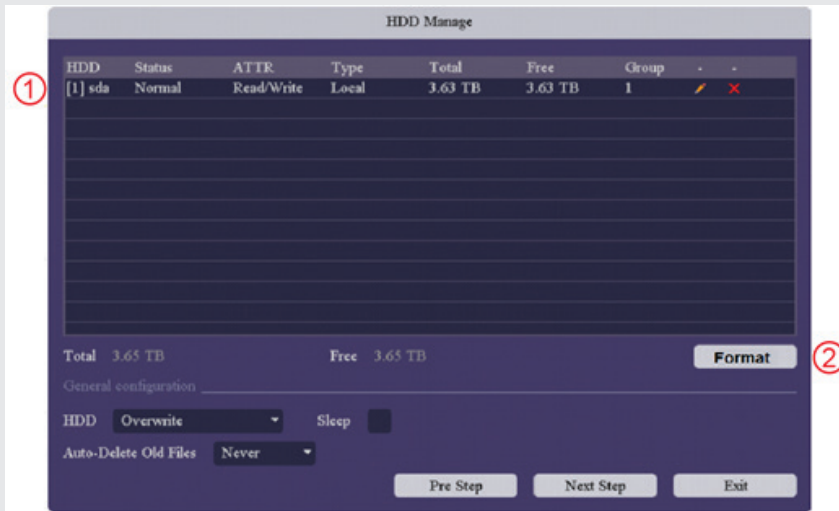 HDD Manage
HDD Status ATTR Type Total Free Group - -
① [1] sda Normal Read/Write Local 3.63 TB 3.63 TB 1
Total 3.65 TB Free 3.65 TB Format ②
General configuration
HDD Overwrite Sleep
Auto-Delete Old Files Never
Pre Step Next Step Exit